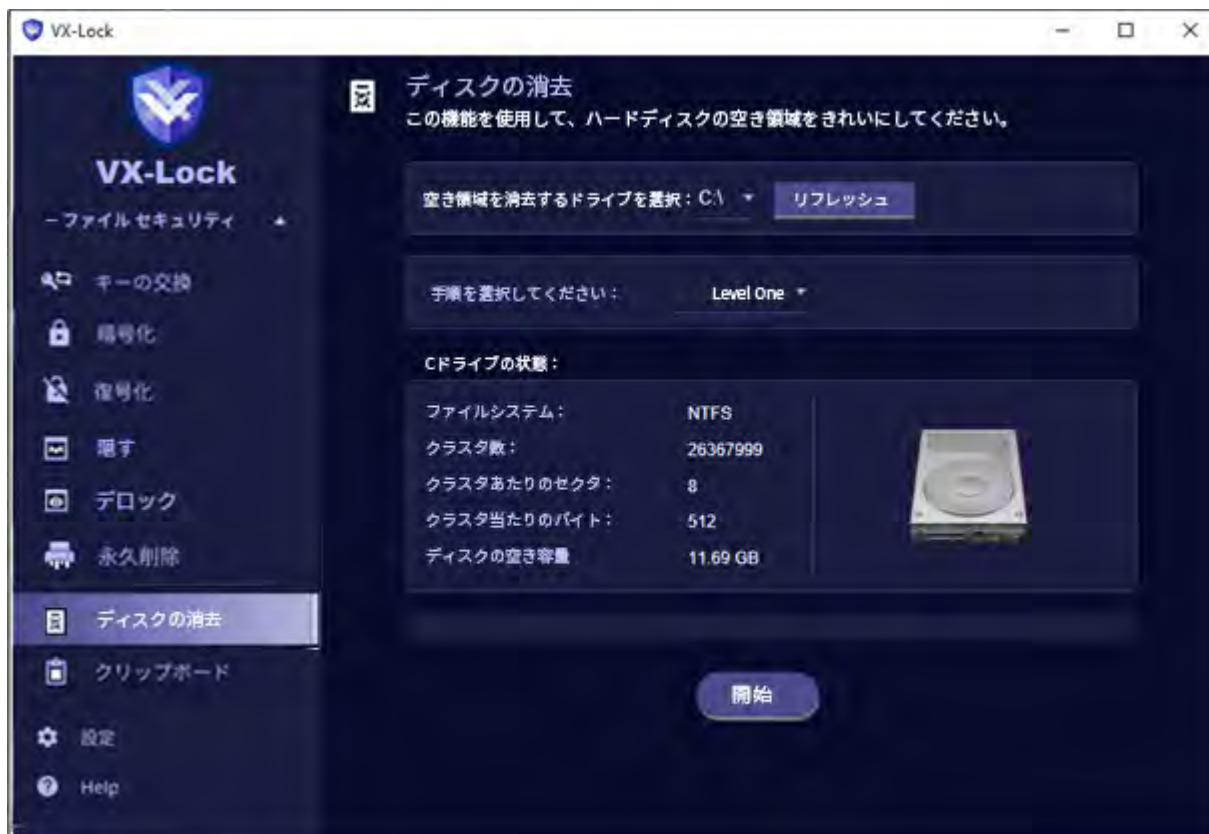 VX-Lock
VX-Lock
ーファイル セキュリティ
キーの交換
暗号化
復号化
隠す
デロック
永久削除
ディスクの消去
クリップボード
設定
Help
ディスクの消去
この機能を使用して、ハードディスクの空き領域をきれいにしてください。
空き領域を消去するドライブを選択：C:\ リフレッシュ
手順を選択してください： Level One
Cドライブの状態：
ファイルシステム： NTFS
クラスタ数： 26367999
クラスタあたりのセクタ： 8
クラスタ当たりのバイト： 512
ディスクの空き容量 11.69 GB
開始